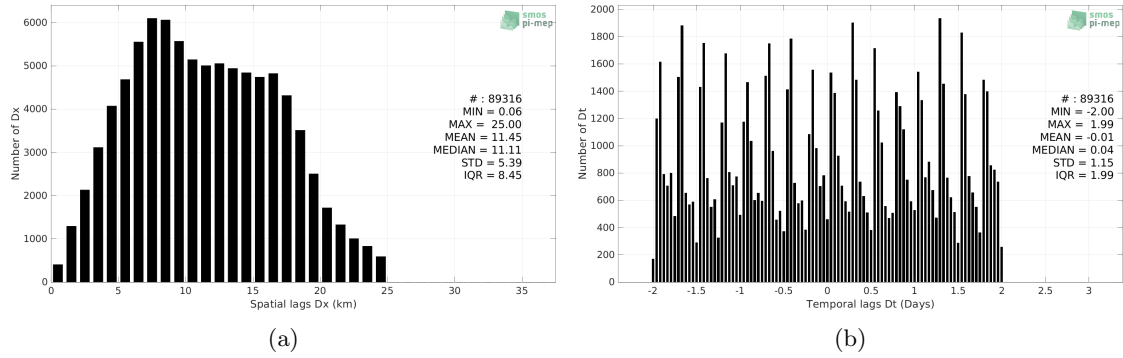 6000
5000
4000
3000
2000
1000
0
Number of Dx
smos
pi-mep
# : 89316
MIN = 0.06
MAX = 25.00
MEAN = 11.45
MEDIAN = 11.11
STD = 5.39
IQR = 8.45
0 5 10 15 20 25 30 35
Spatial lags Dx (km)
(a)
2000
1800
1600
1400
1200
1000
800
600
400
200
0
Number of Dt
smos
pi-mep
# : 89316
MIN = -2.00
MAX = 1.99
MEAN = -0.01
MEDIAN = 0.04
STD = 1.15
IQR = 1.99
-2 -1.5 -1 -0.5 0 0.5 1 1.5 2 2.5 3
Temporal lags Dt (Days)
(b)